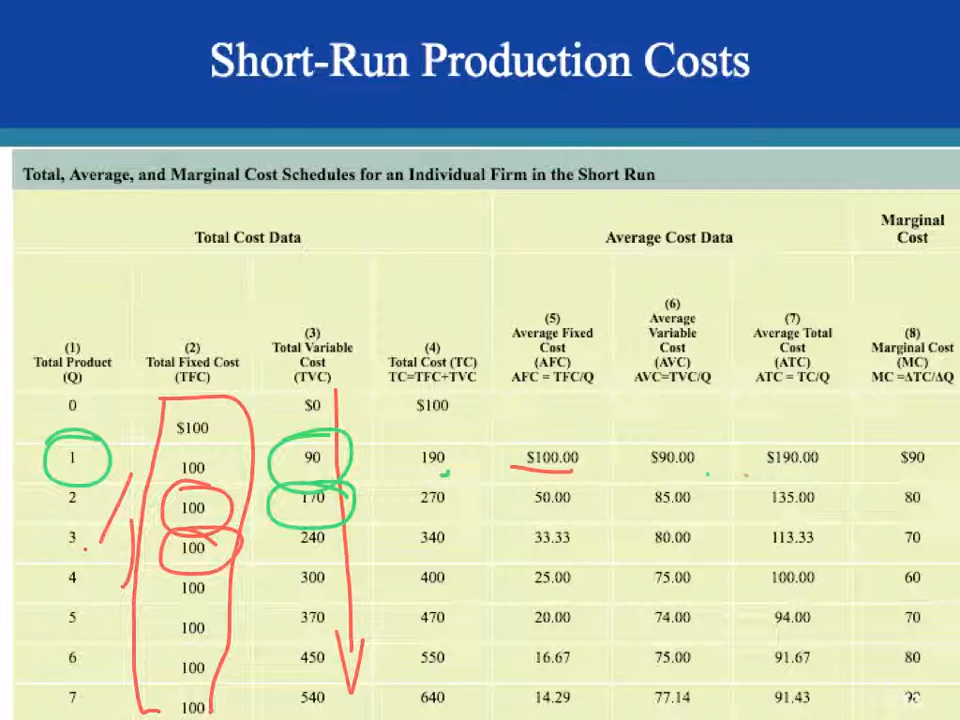 Short-Run Production Costs
Total, Average, and Marginal Cost Schedules for an Individual Firm in the Short Run
Total Cost Data
Average Cost Data
Marginal
Cost
(1)
Total Product
(Q)
(2)
Total Fixed Cost
(TFC)
(3)
Total Variable
Cost
(TVC)
(4)
Total Cost (TC)
TC=TFC+TVC
(5)
Average Fixed
Cost
(AFC)
AFC = TFC/Q
(6)
Average
Variable
Cost
(AVC)
AVC=TVC/Q
(7)
Average Total
Cost
(ATC)
ATC = TC/Q
(8)
Marginal Cost
(MC)
MC =ΔTC/ΔQ
0 $100 $0 $100
1 100 90 190 $100.00 $90.00 $190.00 $90
2 100 170 270 50.00 85.00 135.00 80
3 100 240 340 33.33 80.00 113.33 70
4 100 300 400 25.00 75.00 100.00 60
5 100 370 470 20.00 74.00 94.00 70
6 100 450 550 16.67 75.00 91.67 80
7 100 540 640 14.29 77.14 91.43 90